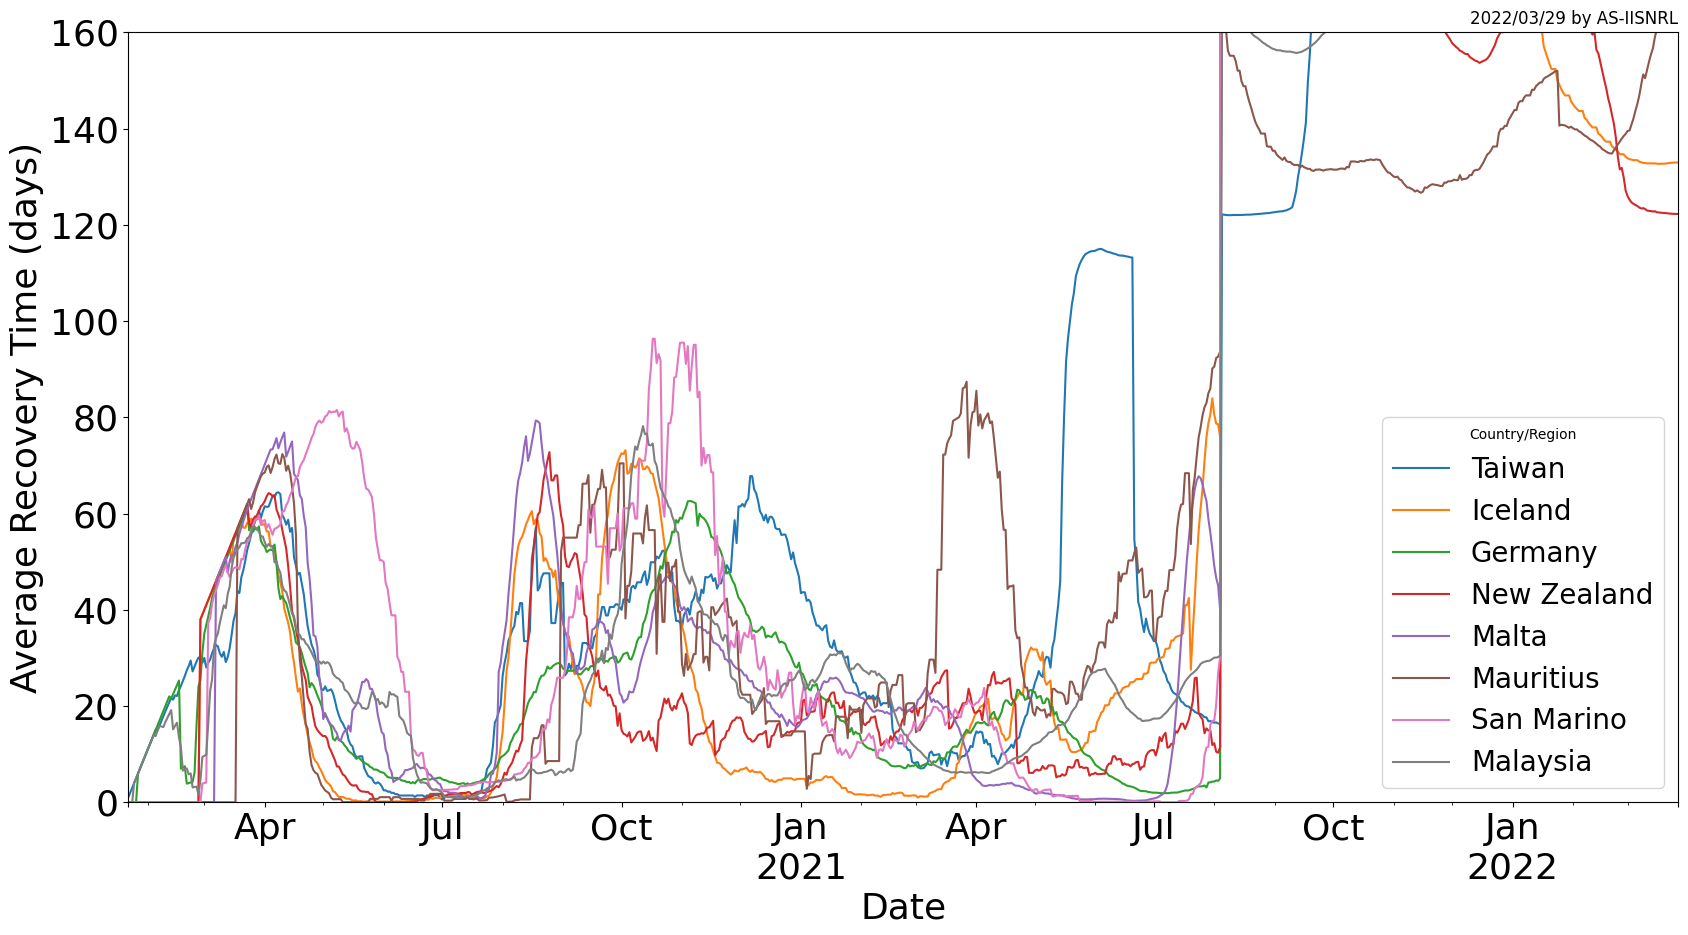 2022/03/29 by AS-IISNRL
Average Recovery Time (days)
160
140
120
100
80
60
40
20
0
Country/Region
Taiwan
Iceland
Germany
New Zealand
Malta
Mauritius
San Marino
Malaysia
Apr Jul Oct Jan Apr Jul Oct Jan
2021 2022
Date